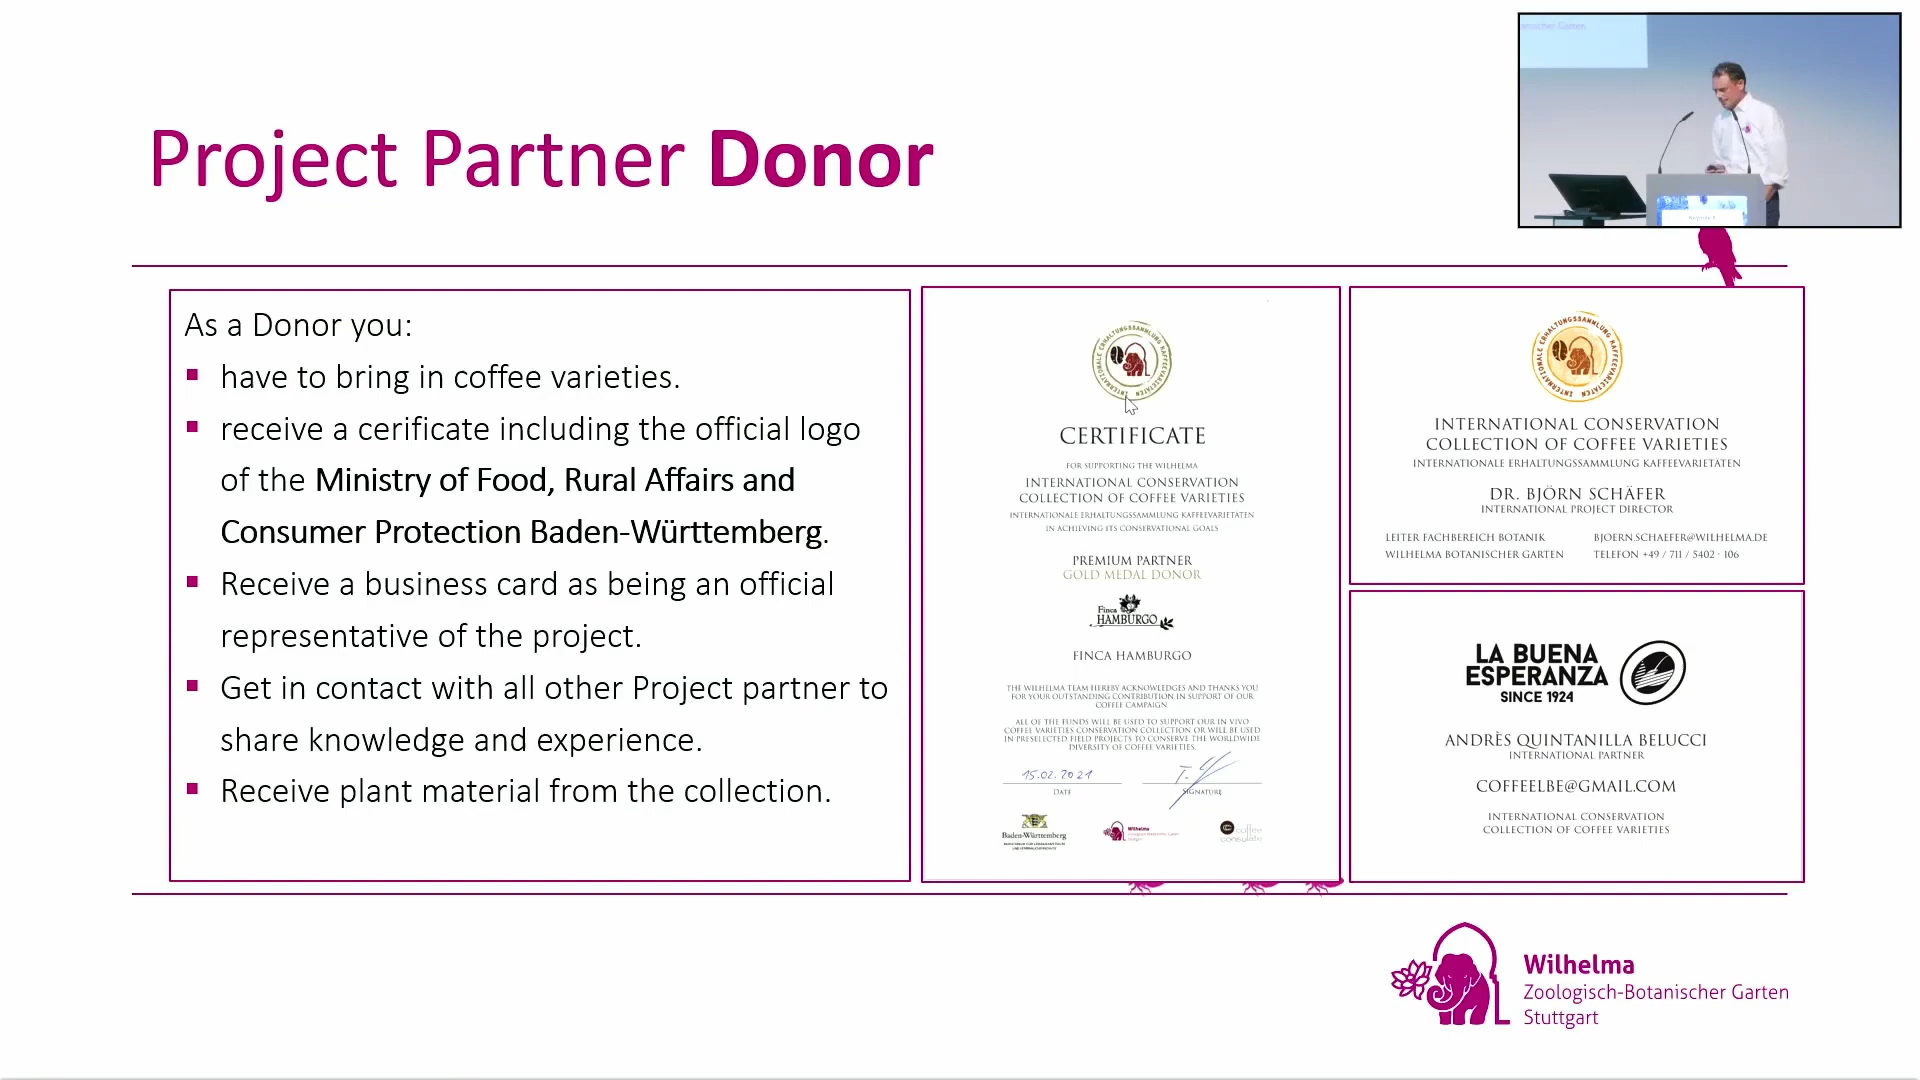 Project Partner Donor
As a Donor you:
have to bring in coffee varieties.
receive a cerificate including the official logo
of the Ministry of Food, Rural Affairs and
Consumer Protection Baden-Württemberg.
Receive a business card as being an official
representative of the project.
Get in contact with all other Project partner to
share knowledge and experience.
Receive plant material from the collection.
INTERNATIONALE ERHALTUNGSSAMMLUNG KAFFEEVARIETÄTEN
CERTIFICATE
FOR SUPPORTING THE WILHELMA
INTERNATIONAL CONSERVATION
COLLECTION OF COFFEE VARIETIES
INTERNATIONALE ERHALTUNGSSAMMLUNG KAFFEEVARIETÄTEN
IN ACHIEVING ITS CONSERVATIONAL GOALS
PREMIUM PARTNER
GOLD MEDAL DONOR
Finca
HAMBURGO
FINCA HAMBURGO
THE WILHELMA TEAM HEREBY ACKNOWLEDGES AND THANKS YOU
FOR YOUR OUTSTANDING CONTRIBUTION IN SUPPORT OF OUR
COFFEE CAMPAIGN
ALL OF THE FUNDS WILL BE USED TO SUPPORT OUR IN VIVO
COFFEE VARIETIES CONSERVATION COLLECTION OR WILL BE USED
IN PRESELECTED FIELD PROJECTS TO CONSERVE THE WORLDWIDE
DIVERSITY OF COFFEE VARIETIES.
15.02.2021
DATE
SIGNATURE
Baden-Württemberg
Wilhelma
coffee
consulate
INTERNATIONALE ERHALTUNGSSAMMLUNG KAFFEEVARIETÄTEN
INTERNATIONAL CONSERVATION
COLLECTION OF COFFEE VARIETIES
INTERNATIONALE ERHALTUNGSSAMMLUNG KAFFEEVARIETÄTEN
DR. BJÖRN SCHÄFER
INTERNATIONAL PROJECT DIRECTOR
LEITER FACHBEREICH BOTANIK
WILHELMA BOTANISCHER GARTEN
BJOERN.SCHAEFER@WILHELMA.DE
TELEFON +49 / 711 / 5402 - 106
LA BUENA
ESPERANZA
SINCE 1924
ANDRÈS QUINTANILLA BELUCCI
INTERNATIONAL PARTNER
COFFEELBE@GMAIL.COM
INTERNATIONAL CONSERVATION
COLLECTION OF COFFEE VARIETIES
Wilhelma
Zoologisch-Botanischer Garten
Stuttgart